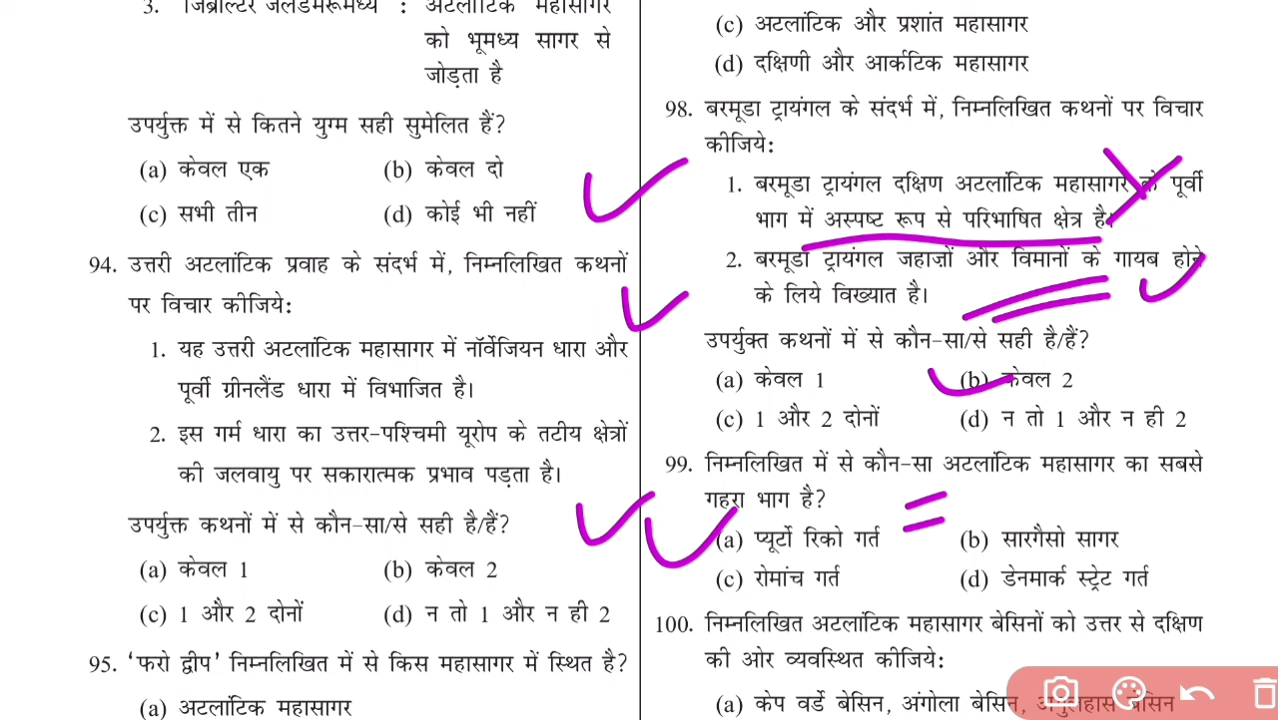 3. जिब्राल्टर जलडमरूमध्य : अटलांटिक महासागर
को भूमध्य सागर से
जोड़ता है
उपर्युक्त में से कितने युग्म सही सुमेलित हैं?
(a) केवल एक (b) केवल दो
(c) सभी तीन (d) कोई भी नहीं
94. उत्तरी अटलांटिक प्रवाह के संदर्भ में, निम्नलिखित कथनों
पर विचार कीजिये:
1. यह उत्तरी अटलांटिक महासागर में नॉर्वेजियन धारा और
पूर्वी ग्रीनलैंड धारा में विभाजित है।
2. इस गर्म धारा का उत्तर-पश्चिमी यूरोप के तटीय क्षेत्रों
की जलवायु पर सकारात्मक प्रभाव पड़ता है।
उपर्युक्त कथनों में से कौन-सा/से सही है/हैं?
(a) केवल 1 (b) केवल 2
(c) 1 और 2 दोनों (d) न तो 1 और न ही 2
95. ‘फरो द्वीप’ निम्नलिखित में से किस महासागर में स्थित है?
(a) अटलांटिक महासागर
(c) अटलांटिक और प्रशांत महासागर
(d) दक्षिणी और आर्कटिक महासागर
98. बरमूडा ट्रायंगल के संदर्भ में, निम्नलिखित कथनों पर विचार
कीजिये:
1. बरमूडा ट्रायंगल दक्षिण अटलांटिक महासागर के पूर्वी
भाग में अस्पष्ट रूप से परिभाषित क्षेत्र है।
2. बरमूडा ट्रायंगल जहाजों और विमानों के गायब होने
के लिये विख्यात है।
उपर्युक्त कथनों में से कौन-सा/से सही है/हैं?
(a) केवल 1 (b) केवल 2
(c) 1 और 2 दोनों (d) न तो 1 और न ही 2
99. निम्नलिखित में से कौन-सा अटलांटिक महासागर का सबसे
गहरा भाग है?
(a) प्यूर्टो रिको गर्त (b) सारगैसो सागर
(c) रोमांच गर्त (d) डेनमार्क स्ट्रेट गर्त
100. निम्नलिखित अटलांटिक महासागर बेसिनों को उत्तर से दक्षिण
की ओर व्यवस्थित कीजिये:
(a) केप वर्डे बेसिन, अंगोला बेसिन, अगुलहास बेसिन